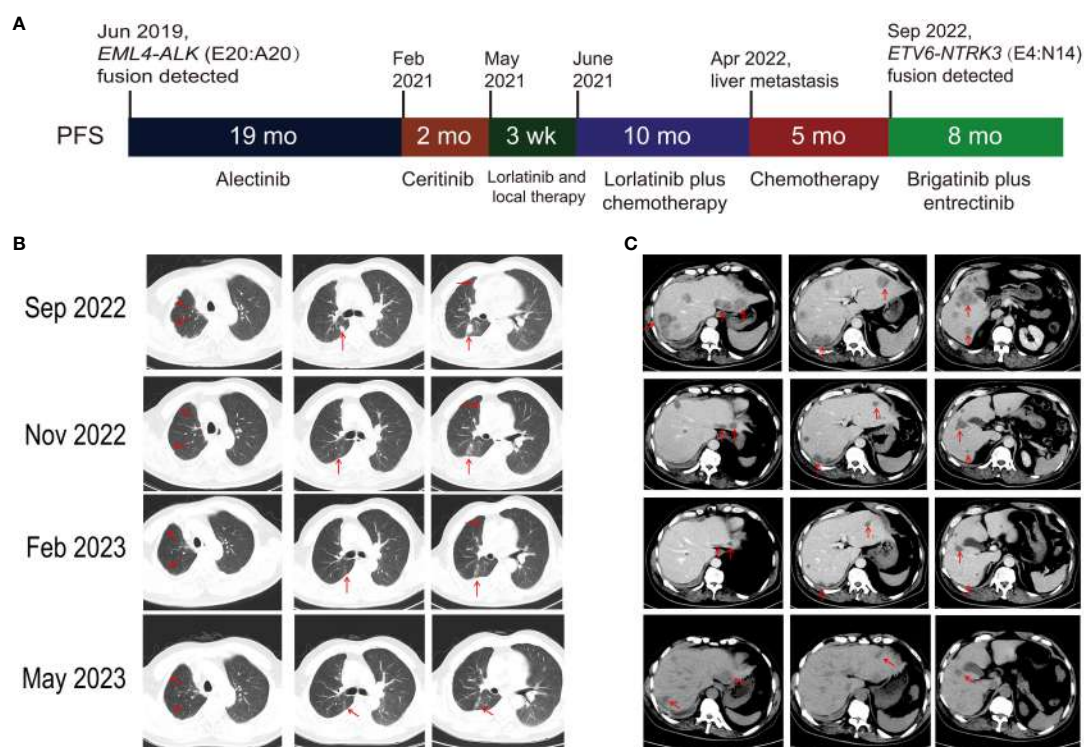 A
Jun 2019,
EML4-ALK (E20:A20)
fusion detected
Feb
2021
May
2021
June
2021
Apr 2022,
liver metastasis
Sep 2022,
ETV6-NTRK3 (E4:N14)
fusion detected
PFS
19 mo
2 mo
3 wk
10 mo
5 mo
8 mo
Alectinib
Ceritinib
Lorlatinib and
local therapy
Lorlatinib plus
chemotherapy
Chemotherapy
Brigatinib plus
entrectinib
B
C
Sep 2022
Nov 2022
Feb 2023
May 2023